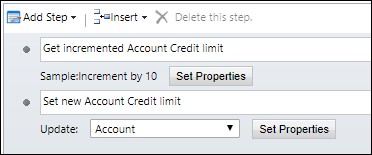 Add Step Insert Delete this step.
Get incremented Account Credit limit
Sample:Increment by 10 Set Properties
Set new Account Credit limit
Update: Account Set Properties